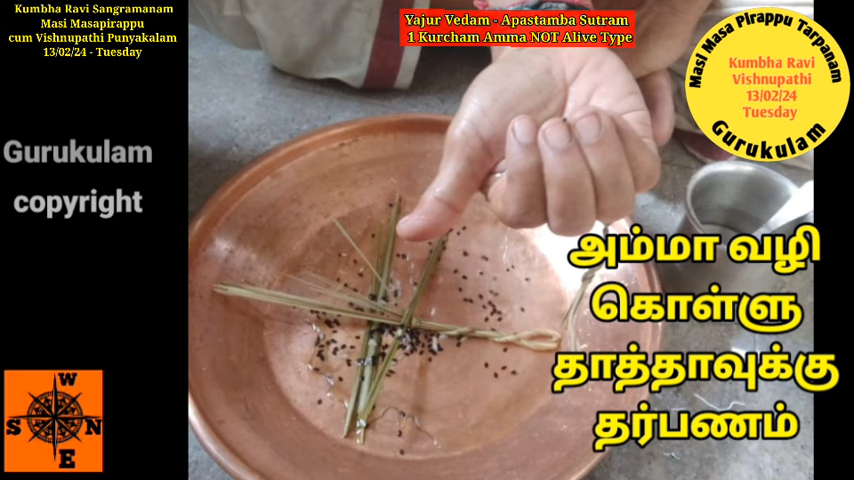 Kumbha Ravi Sangramanam
Masi Masapirappu
cum Vishnupathi Punyakalam
13/02/24 - Tuesday
Yajur Vedam - Apastamba Sutram
1 Kurcham Amma NOT Alive Type
Masi Masa Pirappu Tarpanam
Kumbha Ravi
Vishnupathi
13/02/24
Tuesday
Gurukulam
Gurukulam
copyright
அம்மா வழி
கொள்ளு
தாத்தாவுக்கு
தர்பணம்
W
S N
E